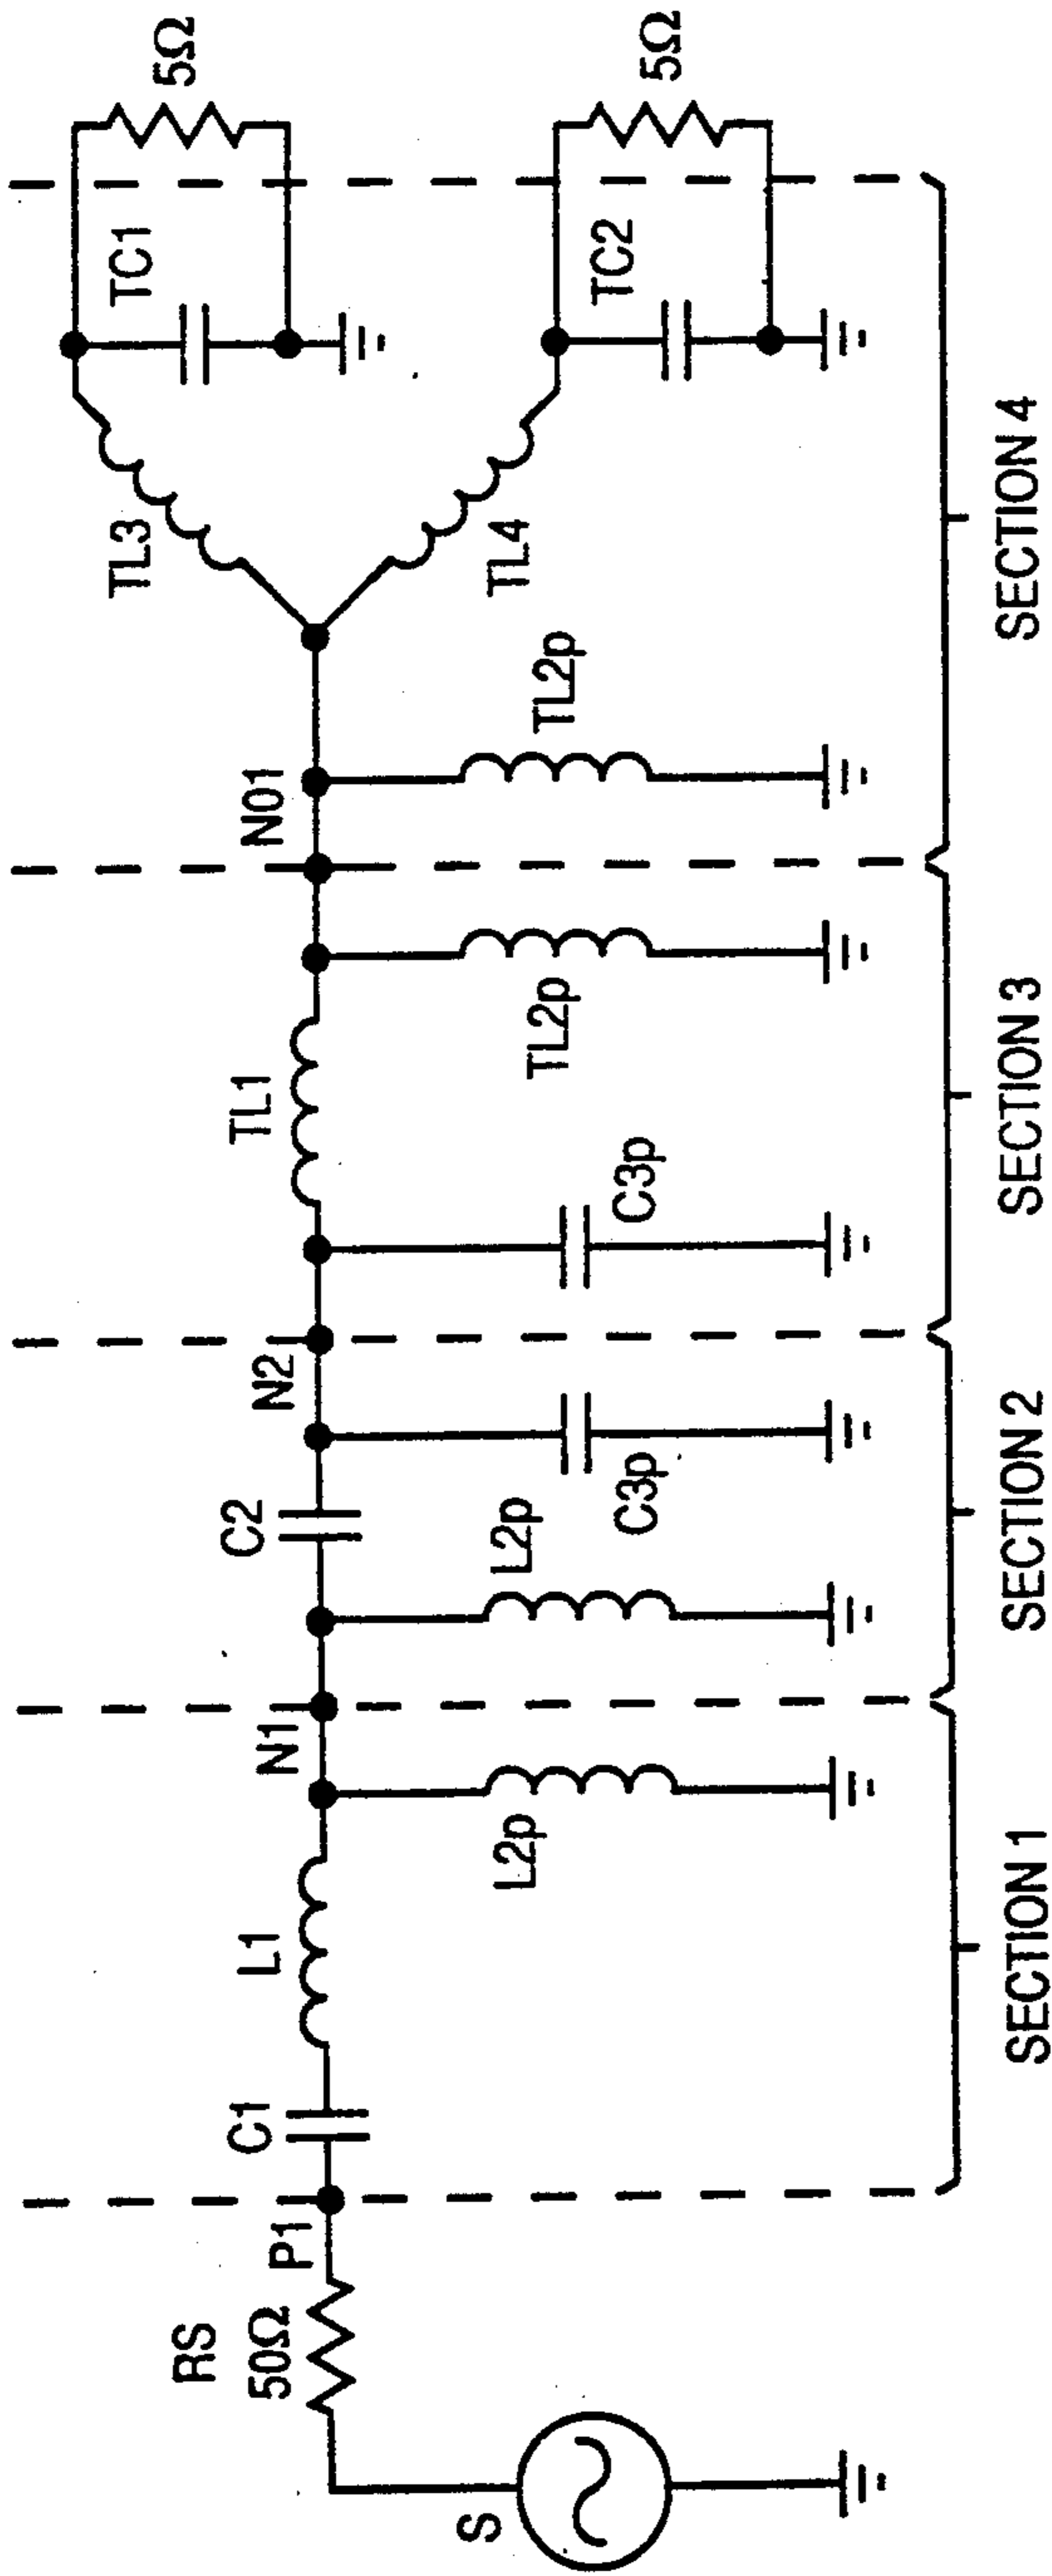 S
RS
50Ω
P1
C1
L1
L2p
N1
L2p
C2
C3p
N2
C3p
TL1
TL2p
N01
TL2p
TL3
TL4
TC1
TC2
5Ω
5Ω
SECTION 1
SECTION 2
SECTION 3
SECTION 4